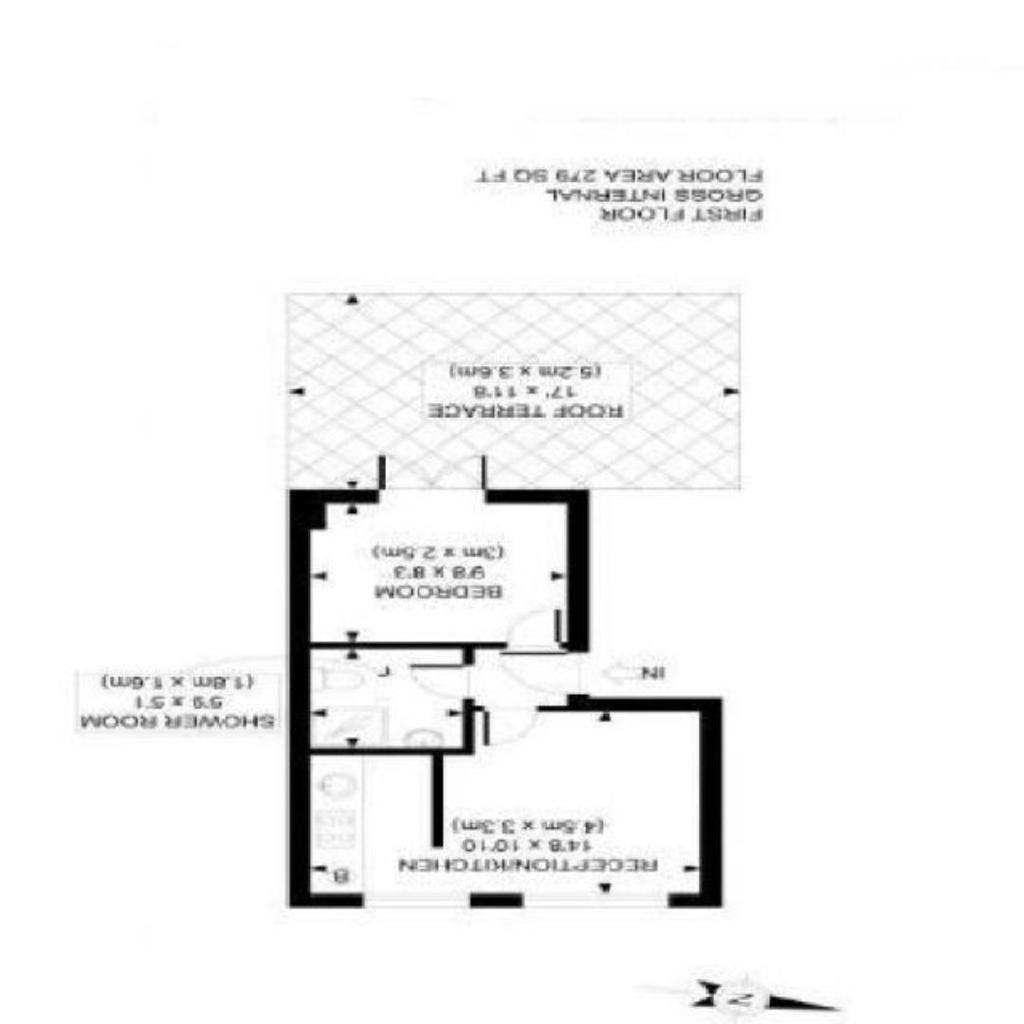 RECEPTION/KITCHEN
14'8 x 10'10
(4.5m x 3.3m)
B
SHOWER ROOM
5'9 x 5'1
(1.8m x 1.6m)
IN
BEDROOM
9'8 x 8'3
(3m x 2.5m)
ROOF TERRACE
17' x 11'8
(5.2m x 3.6m)
FIRST FLOOR
GROSS INTERNAL
FLOOR AREA 279 SQ FT
N